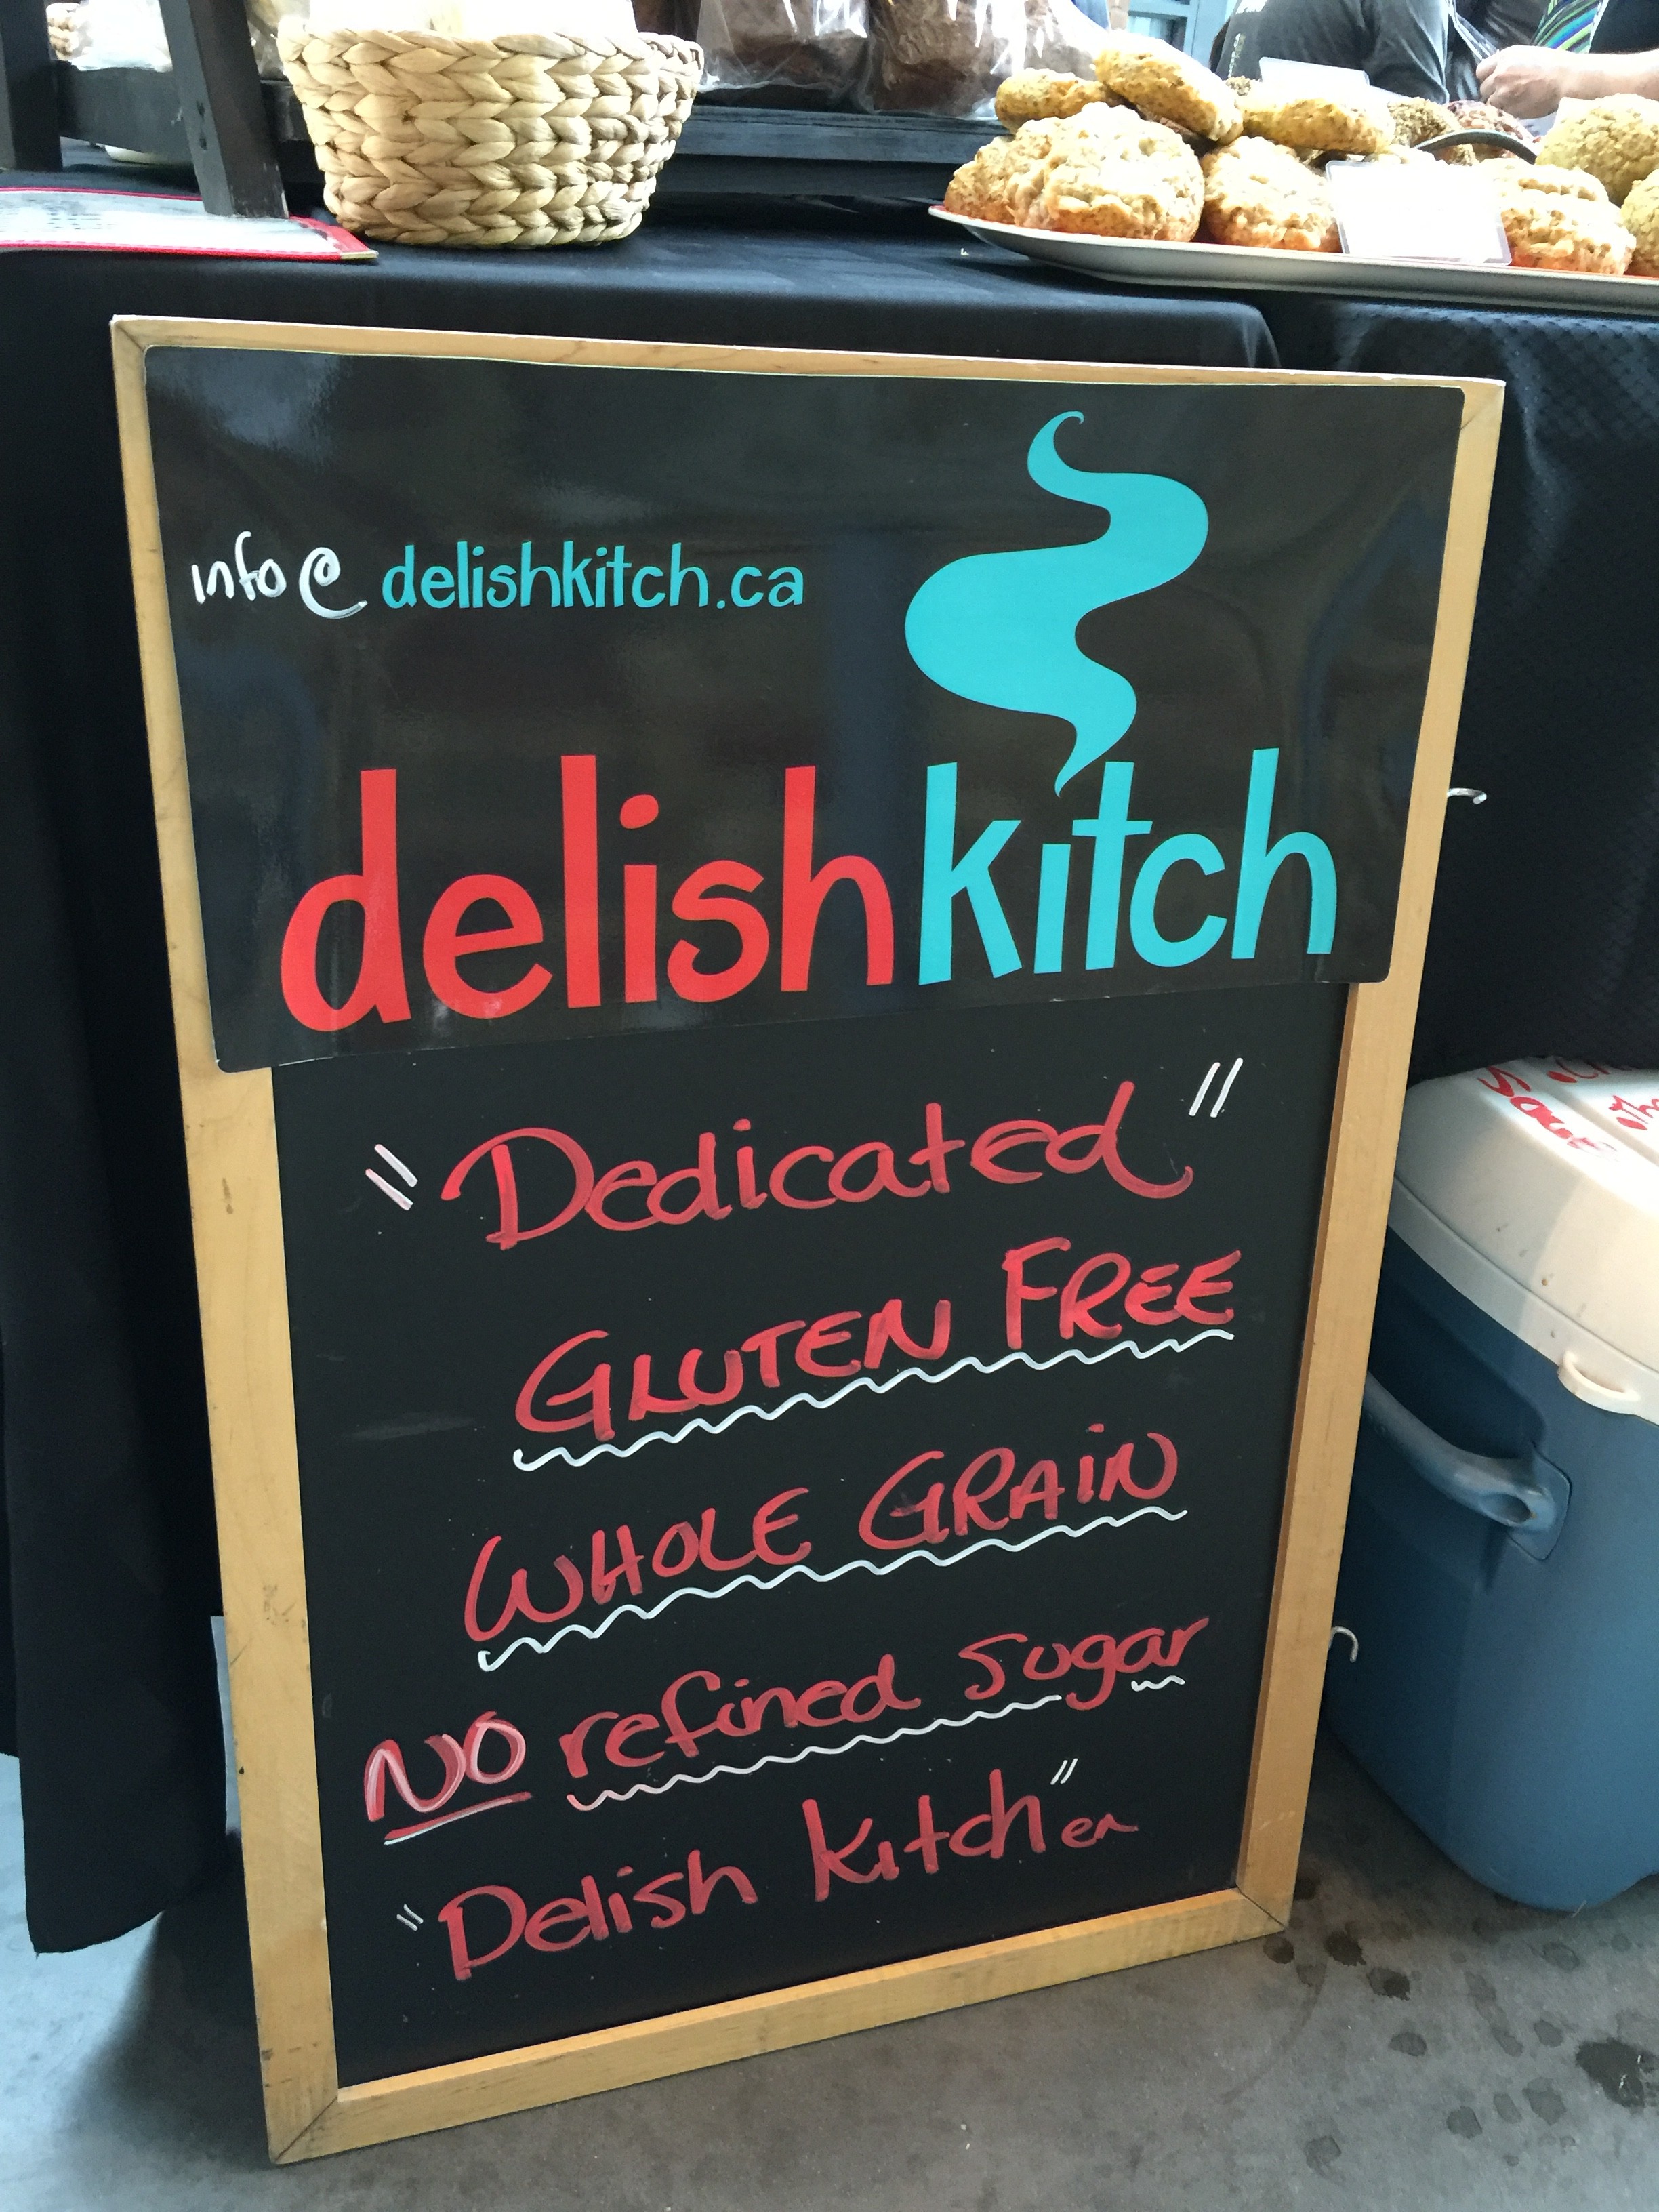 info@ delishkitch.ca
delishkitch
"Dedicated"
GLUTEN FREE
WHOLE GRAIN
NO refined sugar
"Delish Kitch"en